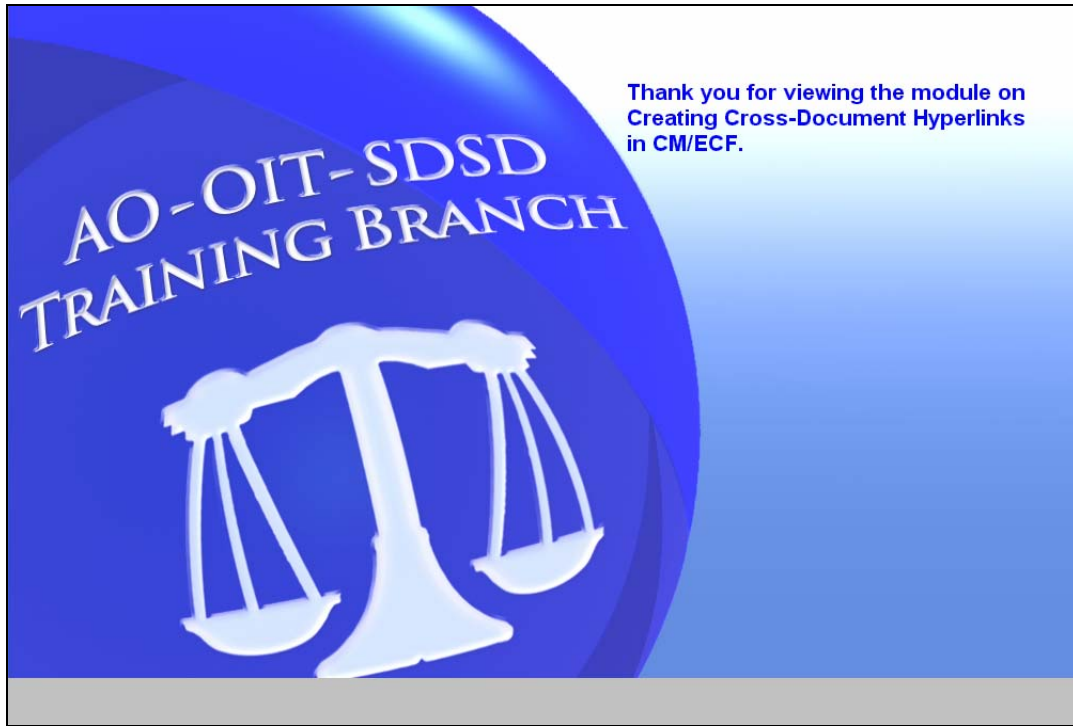 AO-OIT-SDSD
TRAINING BRANCH
Thank you for viewing the module on
Creating Cross-Document Hyperlinks
in CM/ECF.